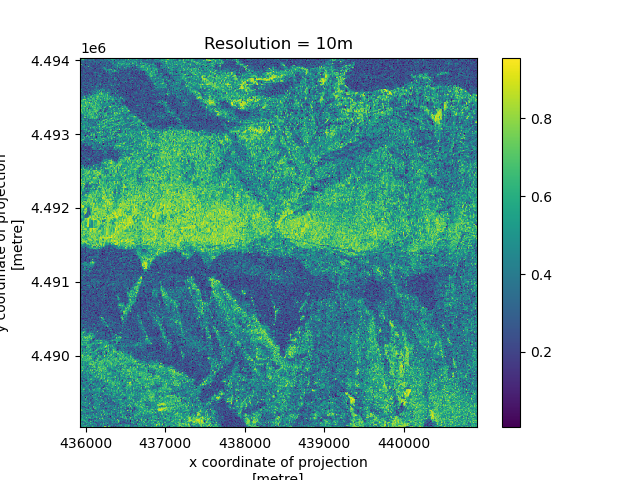 Resolution = 10m
1e6
4.494
4.493
4.492
4.491
4.490
y coordinate of projection
[metre]
436000 437000 438000 439000 440000
x coordinate of projection
[metre]
0.8
0.6
0.4
0.2